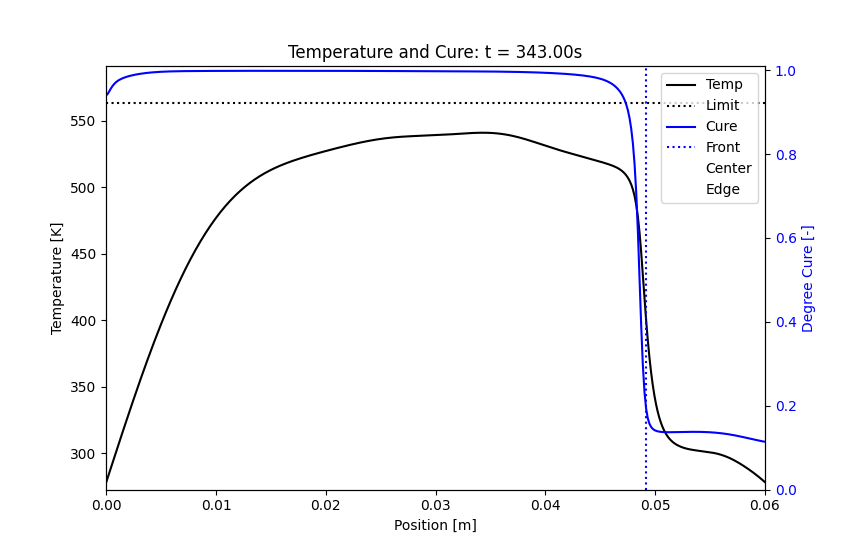 Temperature and Cure: t = 343.00s
Temp
Limit
Cure
Front
Center
Edge
Temperature [K]
550
500
450
400
350
300
Degree Cure [-]
1.0
0.8
0.6
0.4
0.2
0.0
0.00 0.01 0.02 0.03 0.04 0.05 0.06
Position [m]